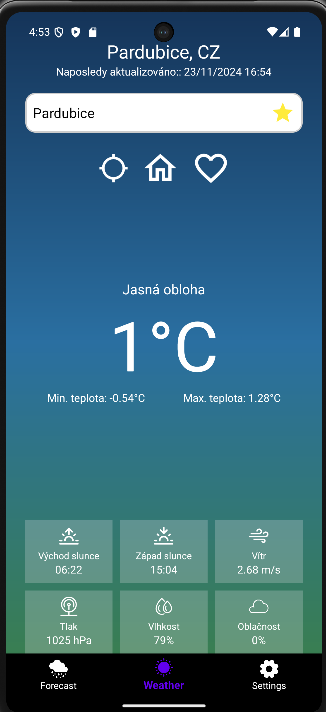 4:53
Pardubice, CZ
Naposledy aktualizováno:: 23/11/2024 16:54
Pardubice
Jasná obloha
1°C
Min. teplota: -0.54°C Max. teplota: 1.28°C
Východ slunce Západ slunce Vítr
06:22 15:04 2.68 m/s
Tlak Vlhkost Oblačnost
1025 hPa 79% 0%
Forecast Weather Settings